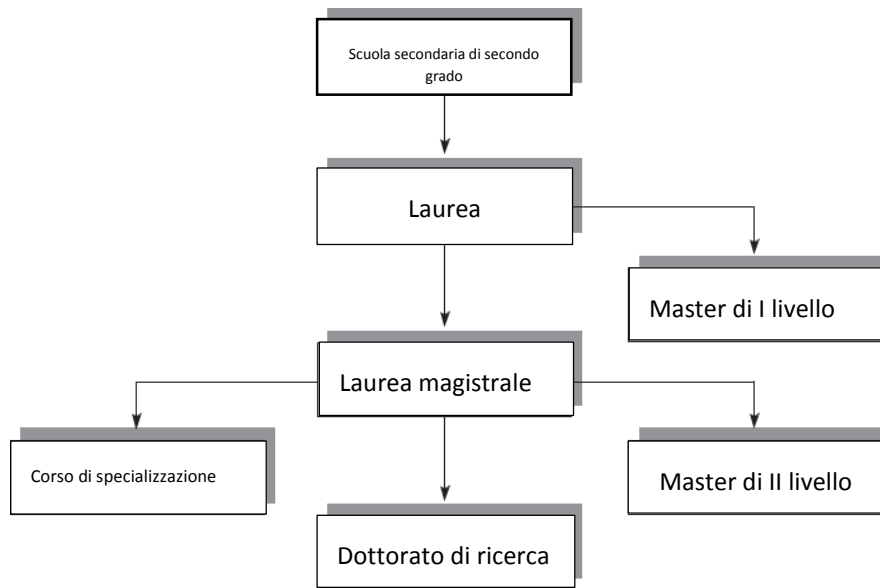 Scuola secondaria di secondo
grado
Laurea
Master di I livello
Laurea magistrale
Corso di specializzazione
Master di II livello
Dottorato di ricerca